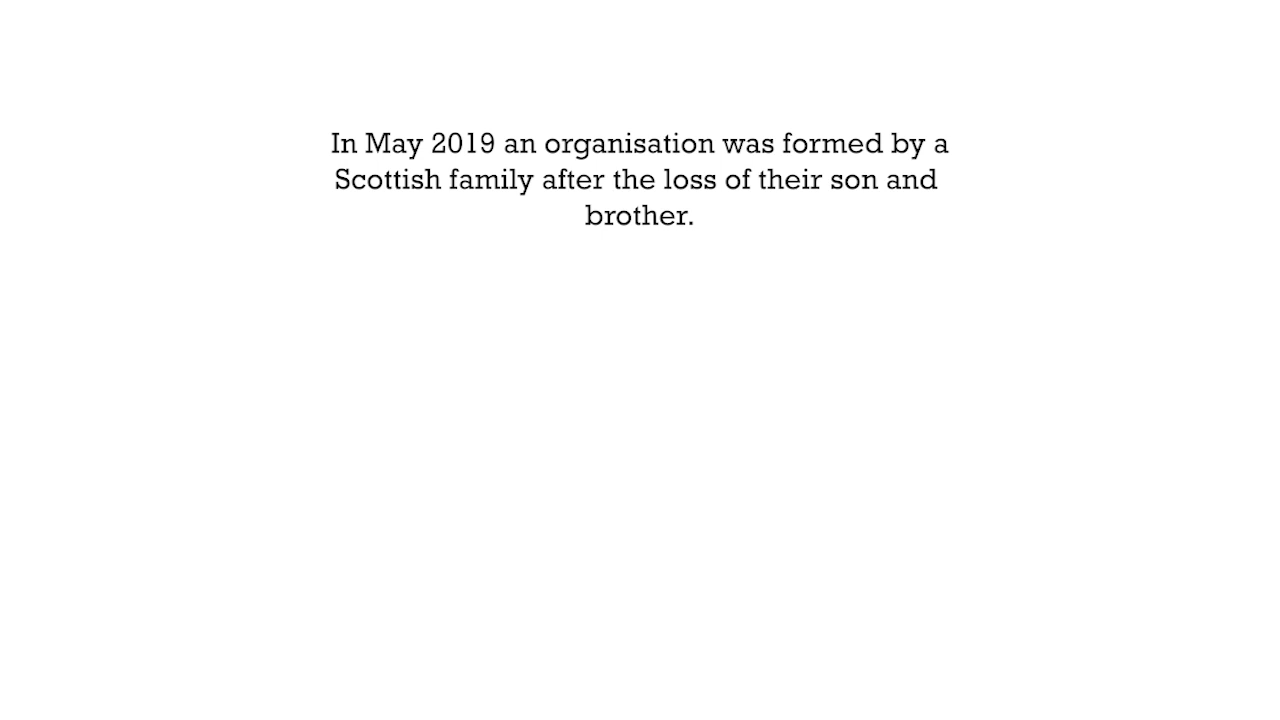 In May 2019 an organisation was formed by a
Scottish family after the loss of their son and
brother.